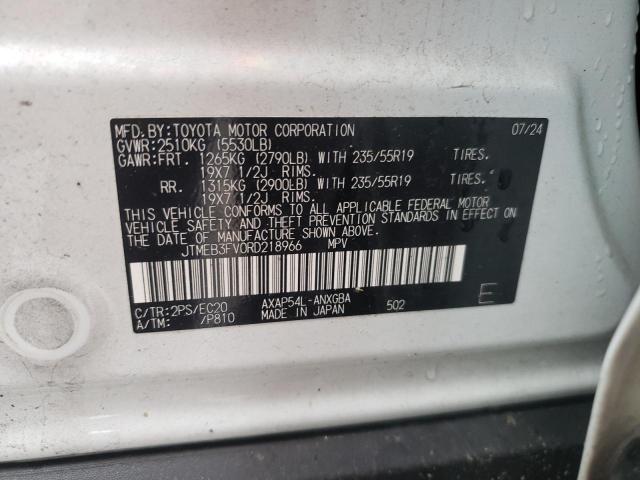 MFD.BY:TOYOTA MOTOR CORPORATION 07/24
GVWR:2510KG (5530LB)
GAWR:FRT. 1265KG (2790LB) WITH 235/55R19 TIRES.
19X7 1/2J RIMS.
RR. 1315KG (2900LB) WITH 235/55R19 TIRES.
19X7 1/2J RIMS.
THIS VEHICLE CONFORMS TO ALL APPLICABLE FEDERAL MOTOR
VEHICLE SAFETY AND THEFT PREVENTION STANDARDS IN EFFECT
ON THE DATE OF MANUFACTURE SHOWN ABOVE.
JTMEB3FV0RD218966 MPV
C/TR:2PS/EC20 AXAP54L-ANXGBA 502 E
A/TM: /P810 MADE IN JAPAN